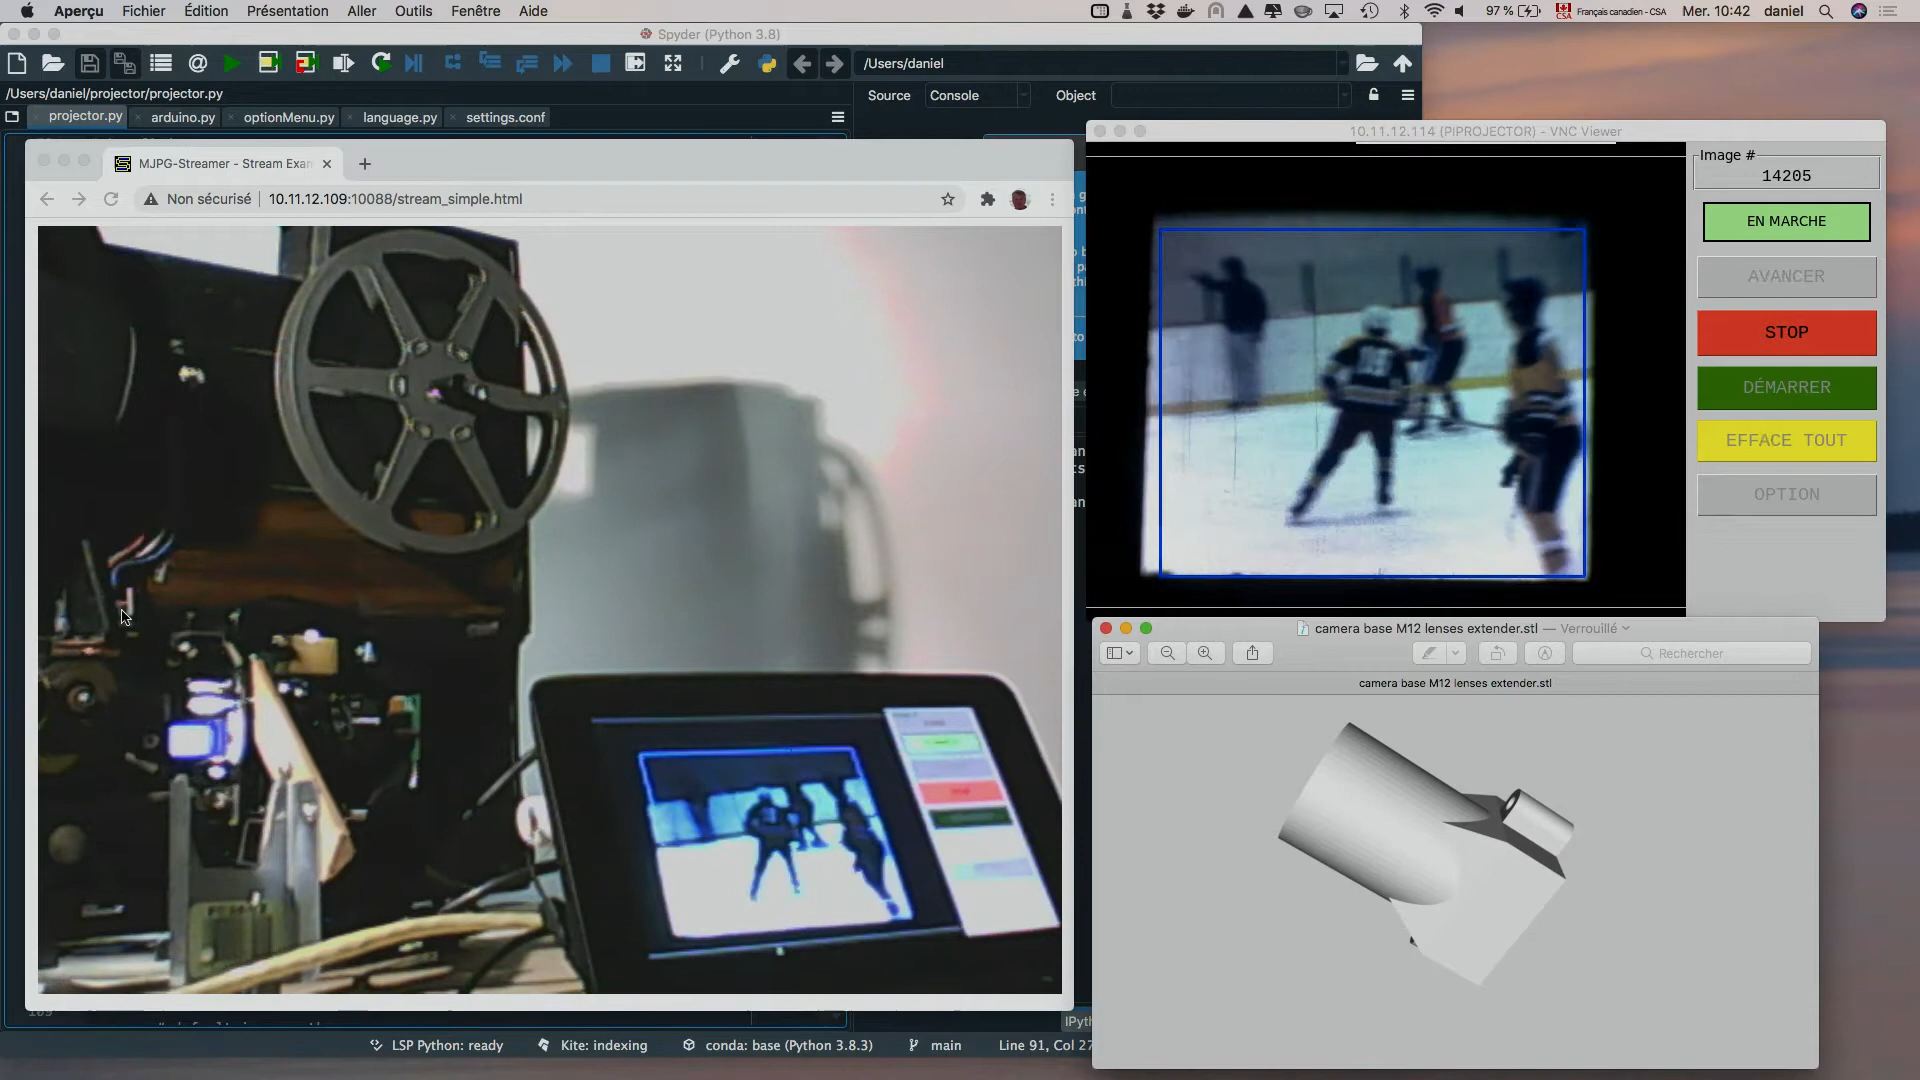 Aperçu Fichier Édition Présentation Aller Outils Fenêtre Aide 97 % Français canadien - CSA Mer. 10:42 daniel
Spyder (Python 3.8)
/Users/daniel
/Users/daniel/projector/projector.py
Source Console Object
projector.py arduino.py optionMenu.py language.py settings.conf
10.11.12.114 (PIPROJECTOR) - VNC Viewer
MJPG-Streamer - Stream Exam
Non sécurisé 10.11.12.109:10088/stream_simple.html
Image #
14205
EN MARCHE
AVANCER
STOP
DÉMARRER
EFFACE TOUT
OPTION
camera base M12 lenses extender.stl — Verrouillé
Rechercher
camera base M12 lenses extender.stl
LSP Python: ready Kite: indexing conda: base (Python 3.8.3) main Line 91, Col 27